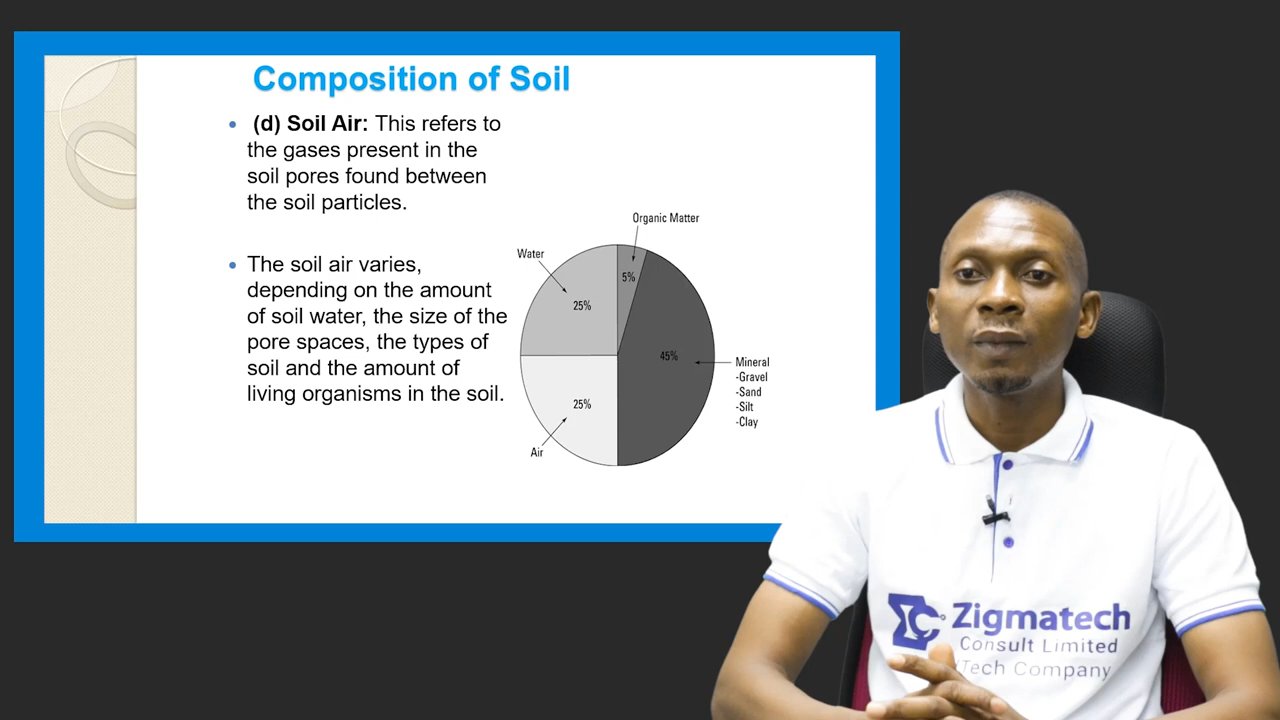 Composition of Soil
• (d) Soil Air: This refers to
the gases present in the
soil pores found between
the soil particles.
• The soil air varies,
depending on the amount
of soil water, the size of the
pore spaces, the types of
soil and the amount of
living organisms in the soil.
Organic Matter
Water
5%
25%
45%
Mineral
-Gravel
-Sand
-Silt
-Clay
25%
Air
Zigmatech
Consult Limited
Tech Company